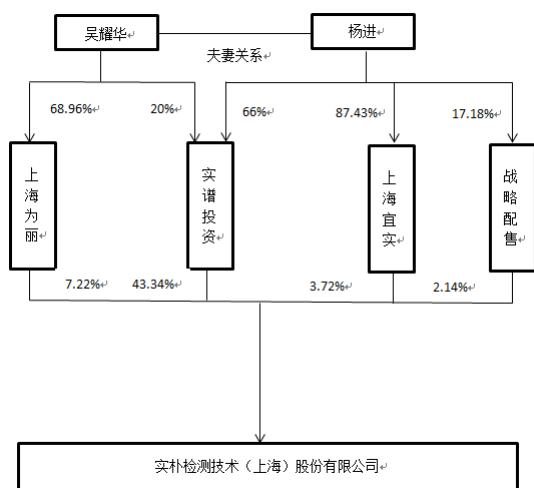 吴耀华
杨进
夫妻关系
68.96%
20%
66%
87.43%
17.18%
上海为丽
实谱投资
上海宜实
战略配售
7.22%
43.34%
3.72%
2.14%
实朴检测技术（上海）股份有限公司